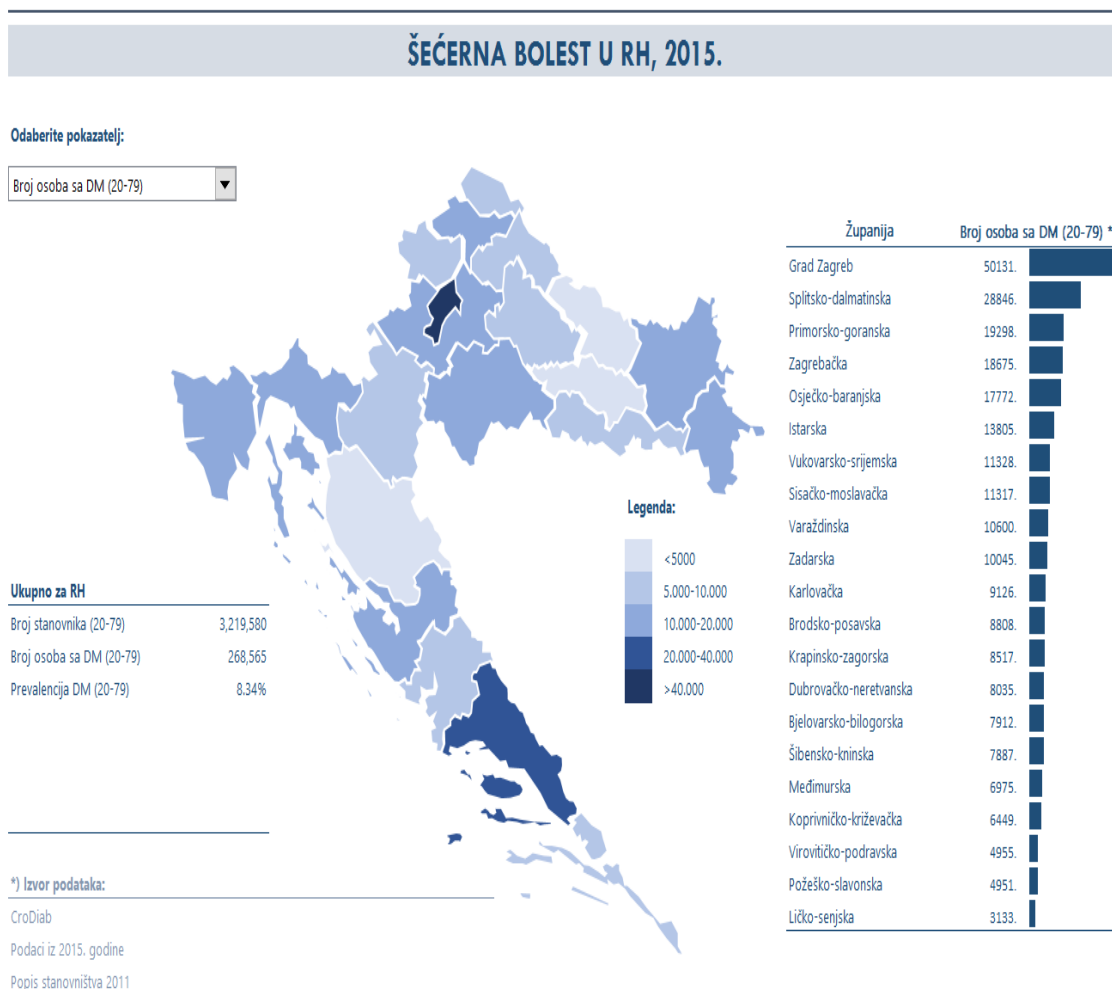 ŠEĆERNA BOLEST U RH, 2015.
Odaberite pokazatelj:
Broj osoba sa DM (20-79)
Županija Broj osoba sa DM (20-79) *
Grad Zagreb 50131.
Splitsko-dalmatinska 28846.
Primorsko-goranska 19298.
Zagrebačka 18675.
Osječko-baranjska 17772.
Istarska 13805.
Vukovarsko-srijemska 11328.
Sisačko-moslavačka 11317.
Varaždinska 10600.
Zadarska 10045.
Karlovačka 9126.
Brodsko-posavska 8808.
Krapinsko-zagorska 8517.
Dubrovačko-neretvanska 8035.
Bjelovarsko-bilogorska 7912.
Šibensko-kninska 7887.
Međimurska 6975.
Koprivničko-križevačka 6449.
Virovitičko-podravska 4955.
Požeško-slavonska 4951.
Ličko-senjska 3133.
Legenda:
<5000
5.000-10.000
10.000-20.000
20.000-40.000
>40.000
Ukupno za RH
Broj stanovnika (20-79) 3,219,580
Broj osoba sa DM (20-79) 268,565
Prevalencija DM (20-79) 8.34%
*) Izvor podataka:
CroDiab
Podaci iz 2015. godine
Popis stanovništva 2011